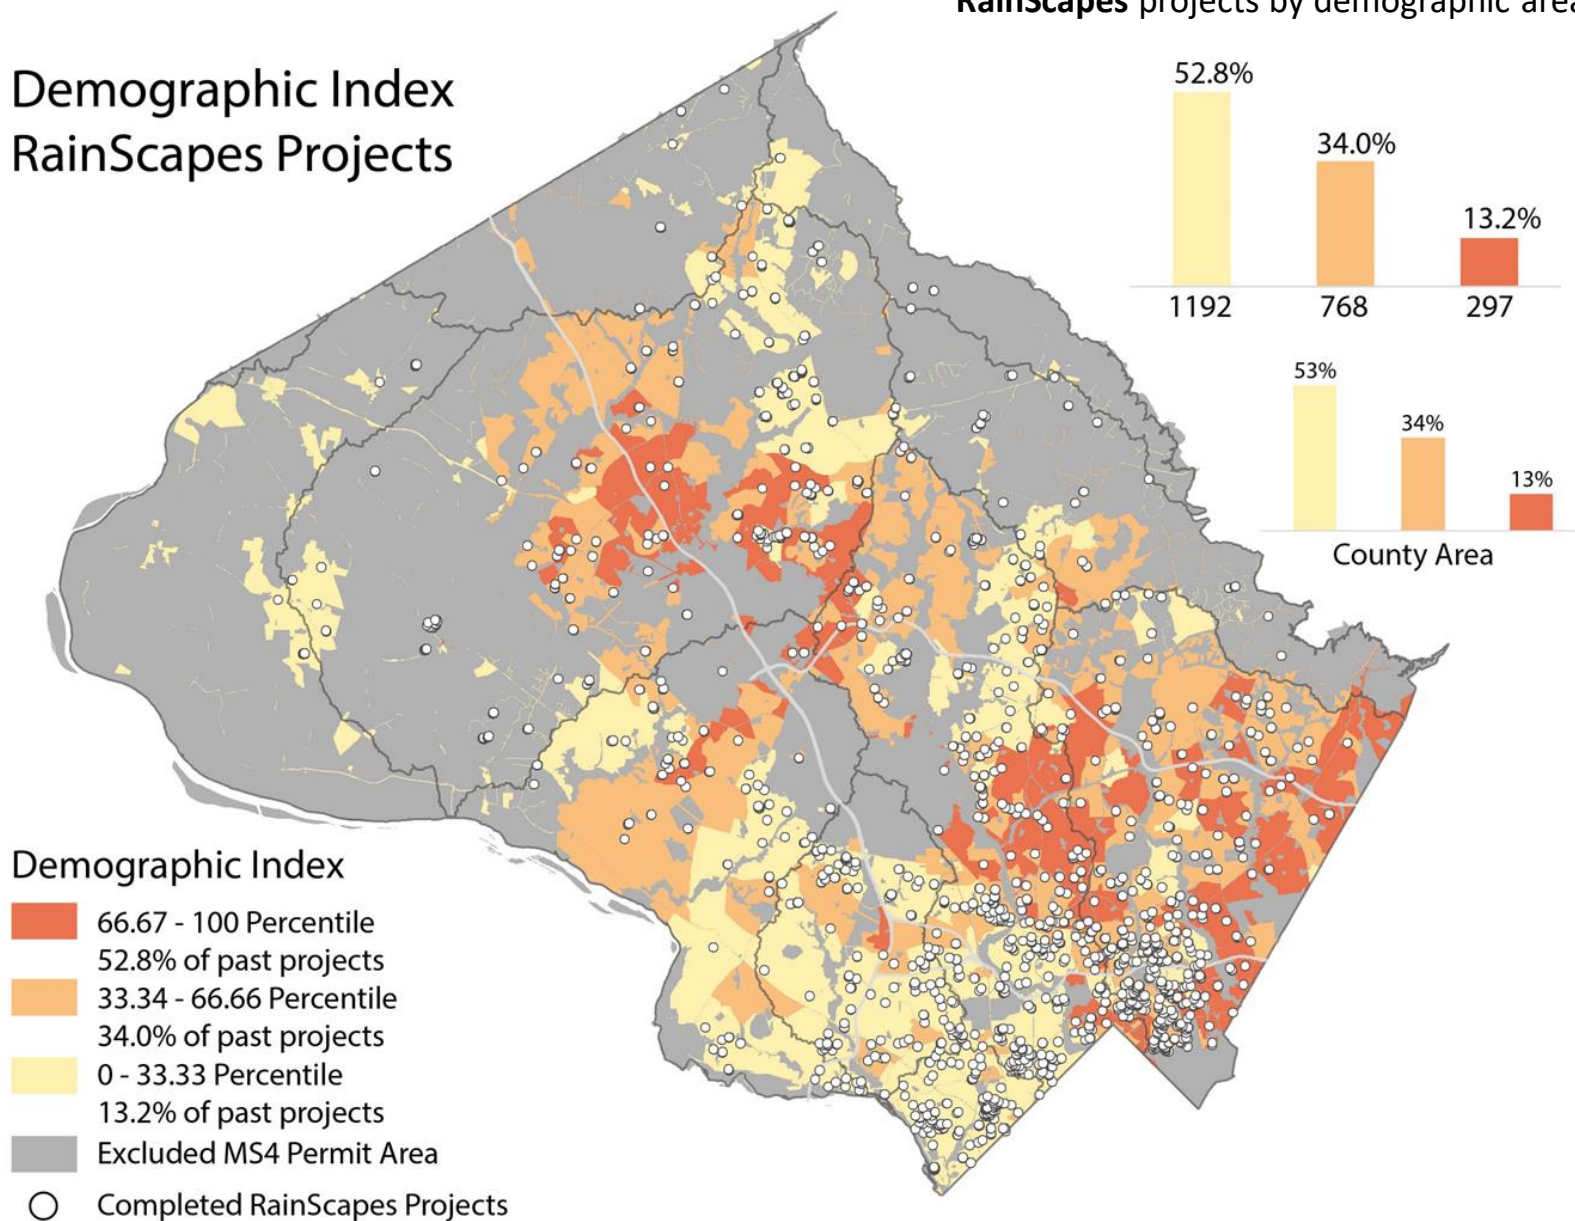 RainScapes projects by demographic area
Demographic Index
RainScapes Projects
52.8%
34.0%
13.2%
1192 768 297
53%
34%
13%
County Area
Demographic Index
66.67 - 100 Percentile
52.8% of past projects
33.34 - 66.66 Percentile
34.0% of past projects
0 - 33.33 Percentile
13.2% of past projects
Excluded MS4 Permit Area
Completed RainScapes Projects